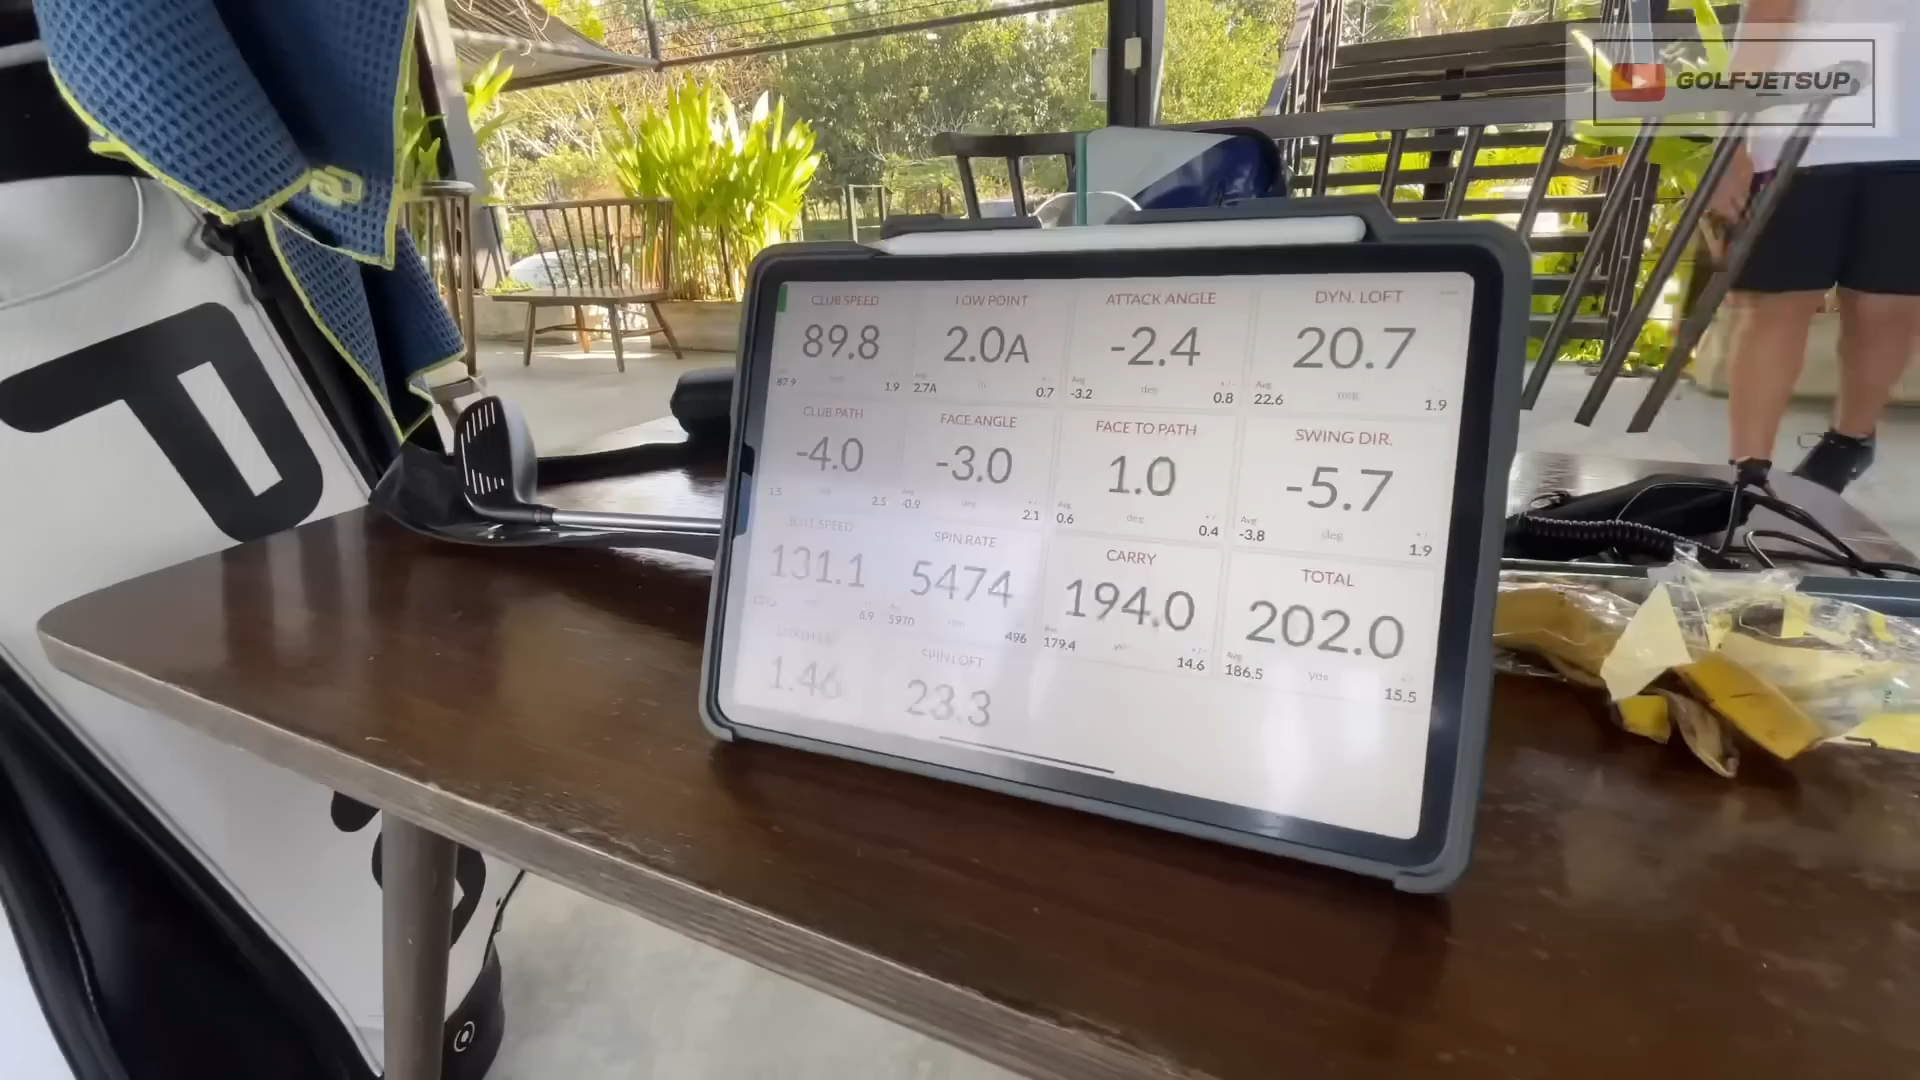 GOLFJETSUP
CLUB SPEED LOW POINT ATTACK ANGLE DYN. LOFT
89.8 2.0A -2.4 20.7
87.9 1.9 Avg 2.7A in 0.7 Avg -3.2 deg +/- 0.8 Avg 22.6 1.9
CLUB PATH FACE ANGLE FACE TO PATH SWING DIR.
-4.0 -3.0 1.0 -5.7
2.5 -0.9 deg 2.1 Avg 0.6 deg 0.4 Avg -3.8 deg 1.9
BALL SPEED SPIN RATE CARRY TOTAL
131.1 5474 194.0 202.0
6.9 5970 496 179.4 14.6 Avg 186.5 yds 15.5
SPIN LOFT
1.46 23.3
P